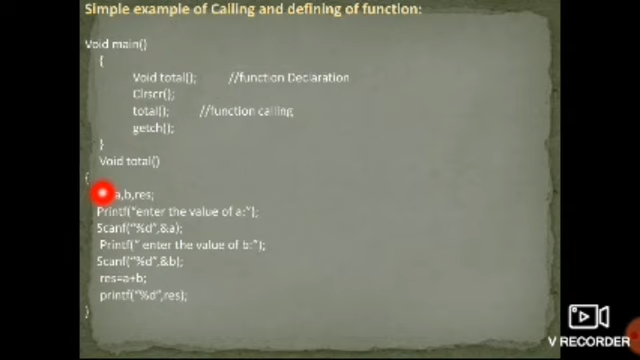 Simple example of Calling and defining of function:
Void main()
{
Void total(); //function Declaration
Clrscr();
total(); //function calling
getch();
}
Void total()
{
a,b,res;
Printf("enter the value of a:");
Scanf("%d",&a);
Printf(" enter the value of b:");
Scanf("%d",&b);
res=a+b;
printf("%d",res);
}
V RECORDER